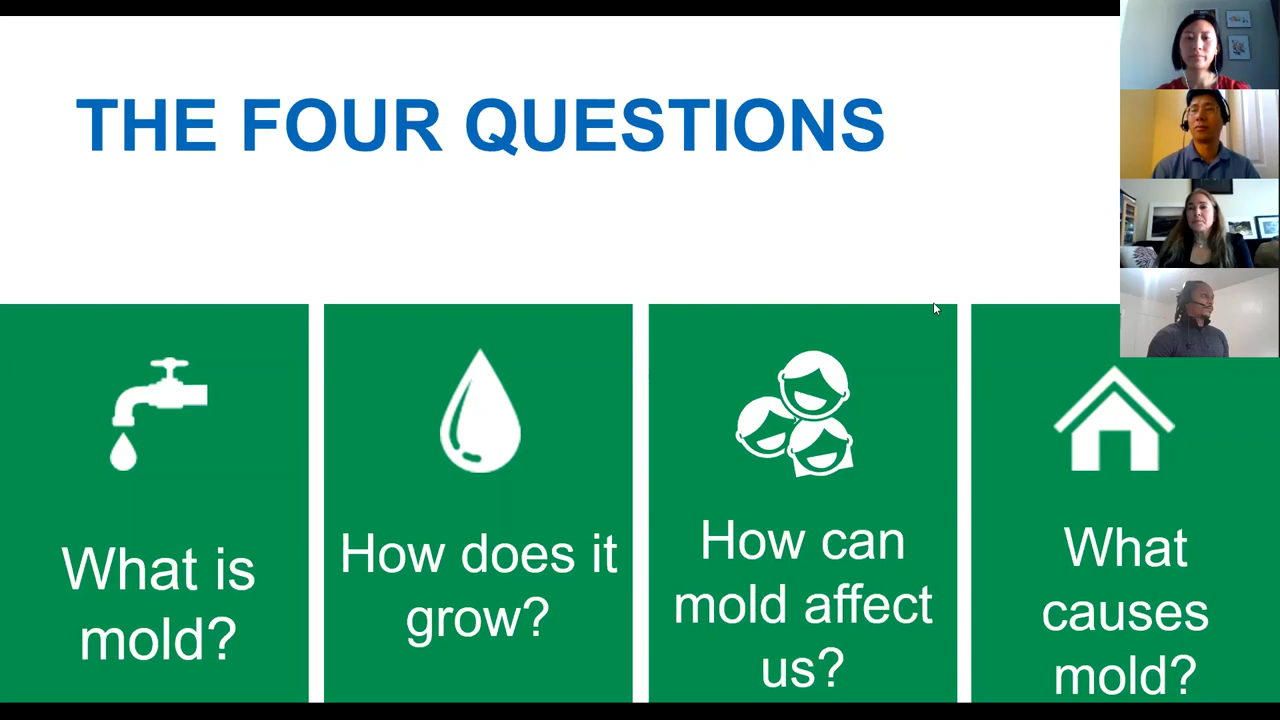 THE FOUR QUESTIONS
What is
mold?
How does it
grow?
How can
mold affect
us?
What
causes
mold?